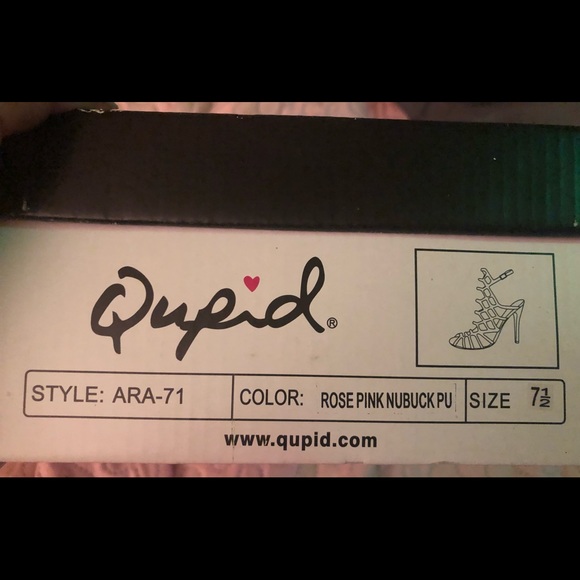 Qupid®
STYLE: ARA-71 COLOR: ROSE PINK NUBUCK PU SIZE 7½
www.qupid.com